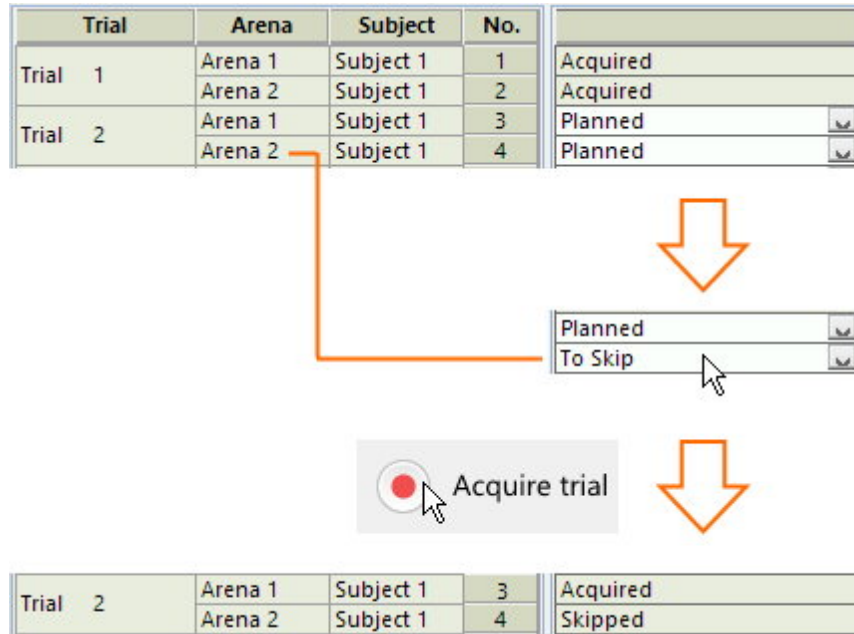 Trial Arena Subject No.
Trial 1 Arena 1 Subject 1 1 Acquired
Arena 2 Subject 1 2 Acquired
Trial 2 Arena 1 Subject 1 3 Planned
Arena 2 Subject 1 4 Planned
Planned
To Skip
Acquire trial
Trial 2 Arena 1 Subject 1 3 Acquired
Arena 2 Subject 1 4 Skipped